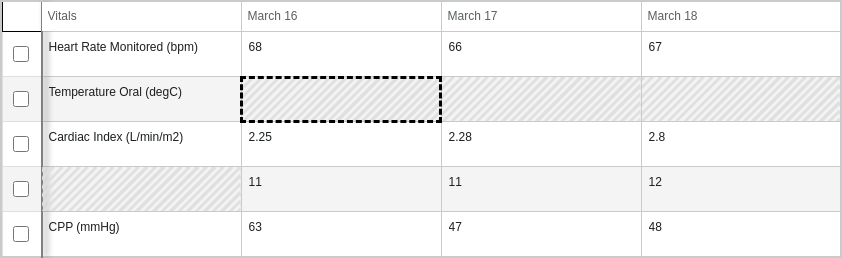 Vitals March 16 March 17 March 18
Heart Rate Monitored (bpm) 68 66 67
Temperature Oral (degC)
Cardiac Index (L/min/m2) 2.25 2.28 2.8
11 11 12
CPP (mmHg) 63 47 48